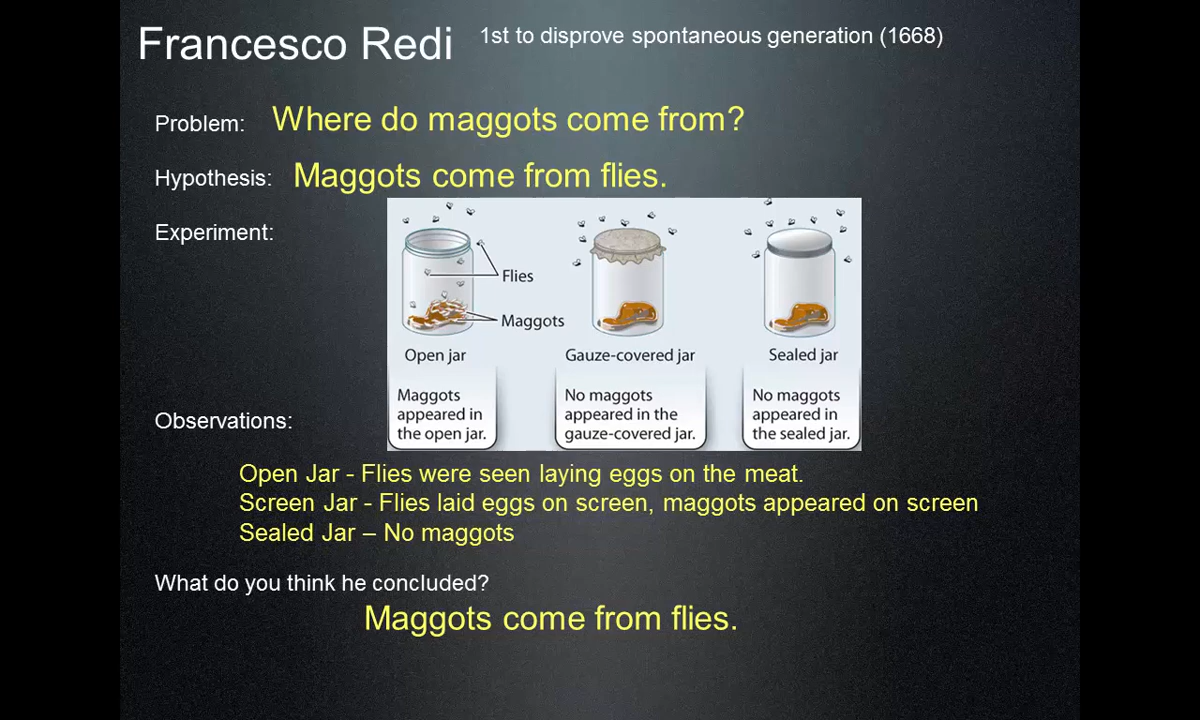 Francesco Redi 1st to disprove spontaneous generation (1668)
Problem: Where do maggots come from?
Hypothesis: Maggots come from flies.
Experiment:
Flies
Maggots
Open jar
Gauze-covered jar
Sealed jar
Maggots
appeared in
the open jar.
No maggots
appeared in the
gauze-covered jar.
No maggots
appeared in
the sealed jar.
Observations:
Open Jar - Flies were seen laying eggs on the meat.
Screen Jar - Flies laid eggs on screen, maggots appeared on screen
Sealed Jar – No maggots
What do you think he concluded?
Maggots come from flies.